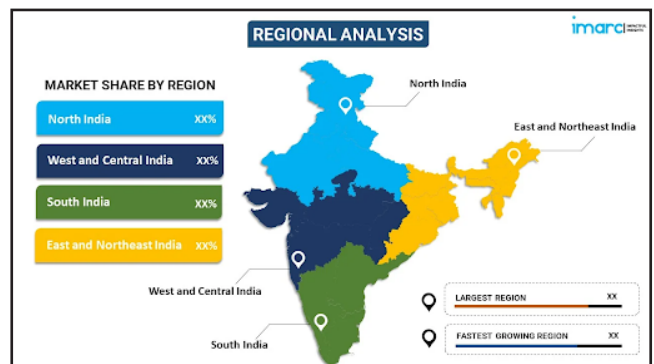 REGIONAL ANALYSIS
imarc
IMPACTFUL
INSIGHTS
MARKET SHARE BY REGION
North India XX%
West and Central India XX%
South India XX%
East and Northeast India XX%
North India
East and Northeast India
West and Central India
South India
LARGEST REGION XX
FASTEST GROWING REGION XX